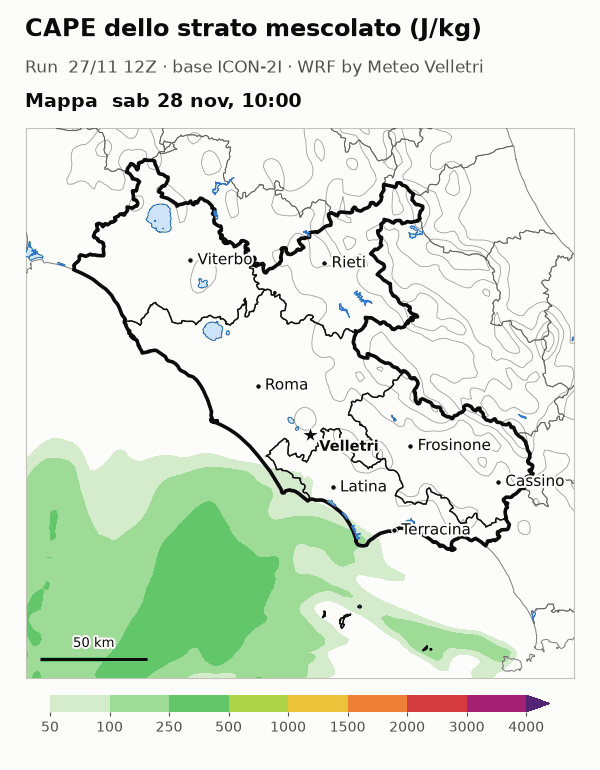 CAPE dello strato mescolato (J/kg)
Run  27/11 12Z · base ICON-2I · WRF by Meteo Velletri
Mappa  sab 28 nov, 10:00
Viterbo
Rieti
Roma
Velletri
Frosinone
Latina
Cassino
Terracina
50 km
50 100 250 500 1000 1500 2000 3000 4000